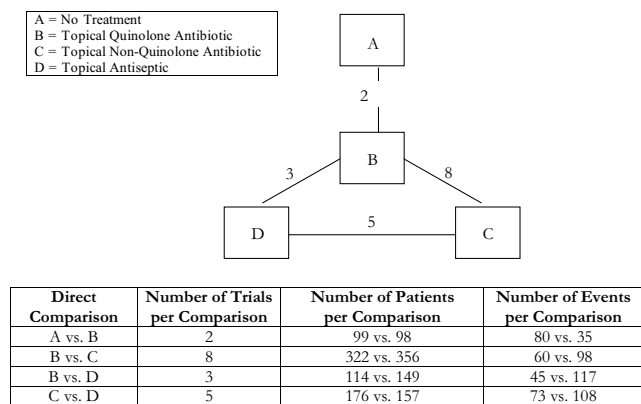 A = No Treatment
B = Topical Quinolone Antibiotic
C = Topical Non-Quinolone Antibiotic
D = Topical Antiseptic
A
2
B
3
8
D
5
C
Direct Comparison | Number of Trials per Comparison | Number of Patients per Comparison | Number of Events per Comparison
A vs. B | 2 | 99 vs. 98 | 80 vs. 35
B vs. C | 8 | 322 vs. 356 | 60 vs. 98
B vs. D | 3 | 114 vs. 149 | 45 vs. 117
C vs. D | 5 | 176 vs. 157 | 73 vs. 108